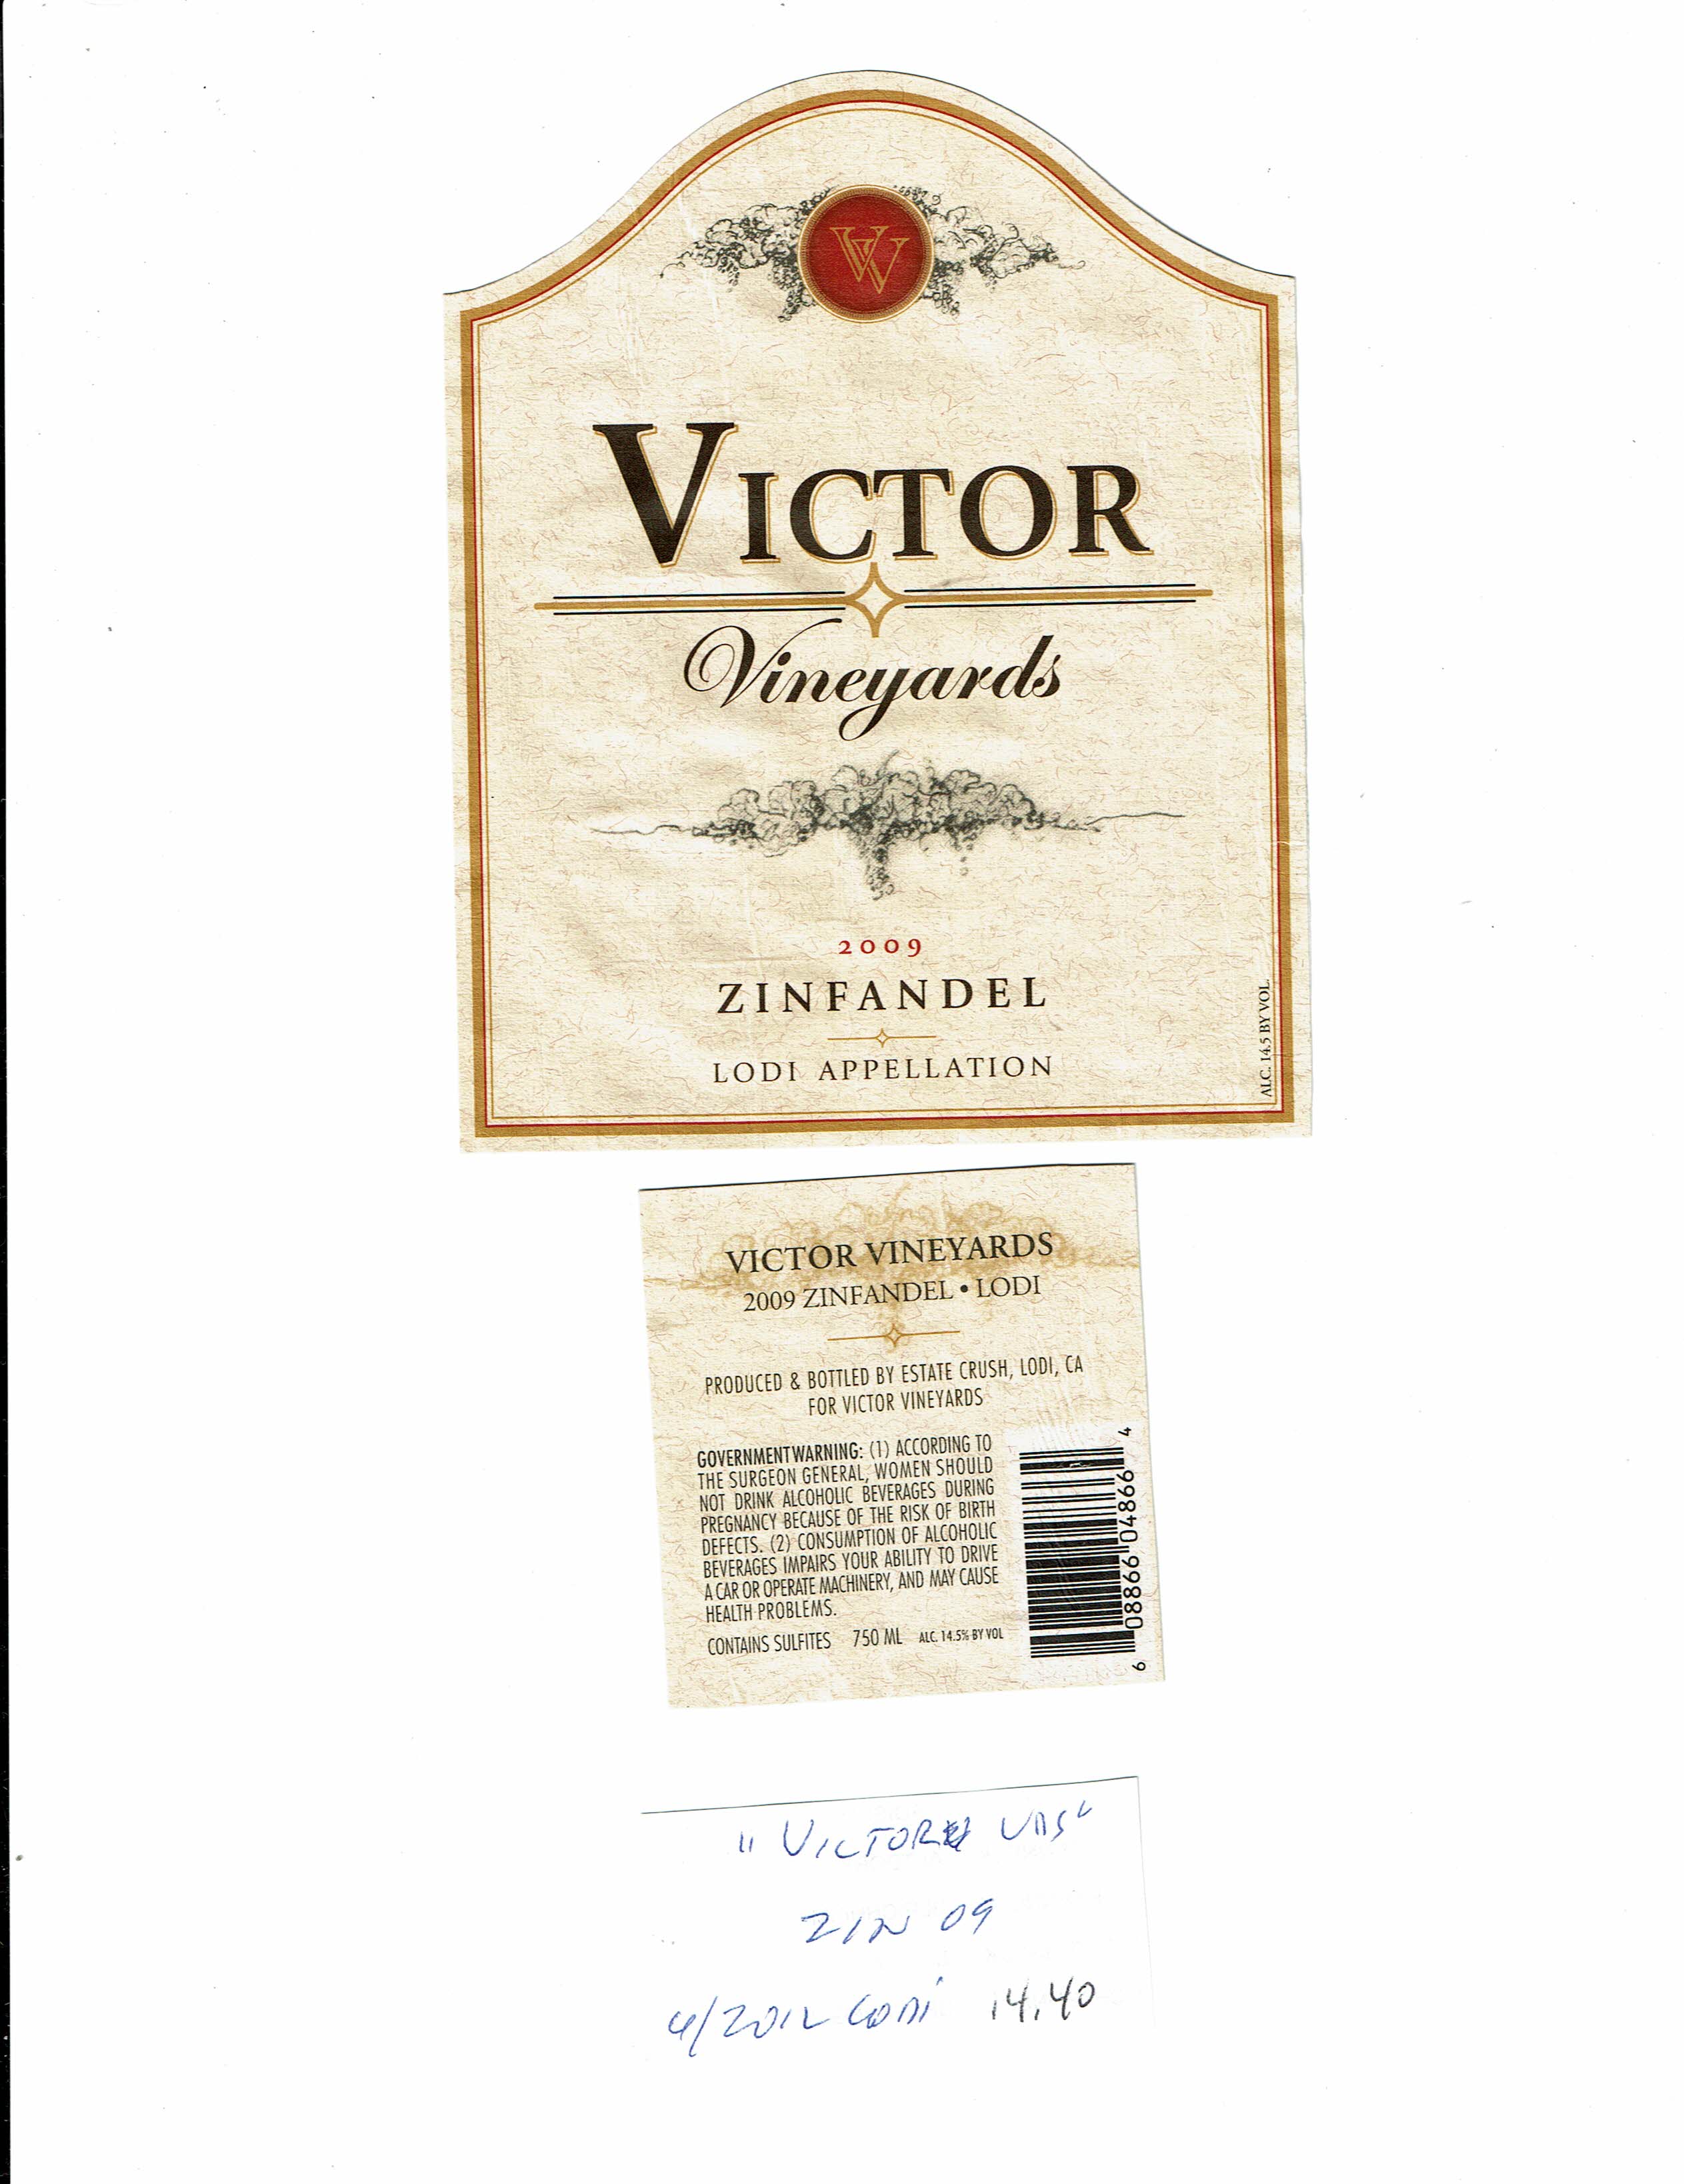 VV
VICTOR
Vineyards
2009
ZINFANDEL
LODI APPELLATION
ALC. 14.5 BY VOL.
VICTOR VINEYARDS
2009 ZINFANDEL • LODI
PRODUCED & BOTTLED BY ESTATE CRUSH, LODI, CA
FOR VICTOR VINEYARDS
GOVERNMENT WARNING: (1) ACCORDING TO
THE SURGEON GENERAL, WOMEN SHOULD
NOT DRINK ALCOHOLIC BEVERAGES DURING
PREGNANCY BECAUSE OF THE RISK OF BIRTH
DEFECTS. (2) CONSUMPTION OF ALCOHOLIC
BEVERAGES IMPAIRS YOUR ABILITY TO DRIVE
A CAR OR OPERATE MACHINERY, AND MAY CAUSE
HEALTH PROBLEMS.
CONTAINS SULFITES 750 ML ALC. 14.5% BY VOL
6 08866 04866 4
"VICTOR VDS"
ZIN 09
4/2012 LODI 14.40